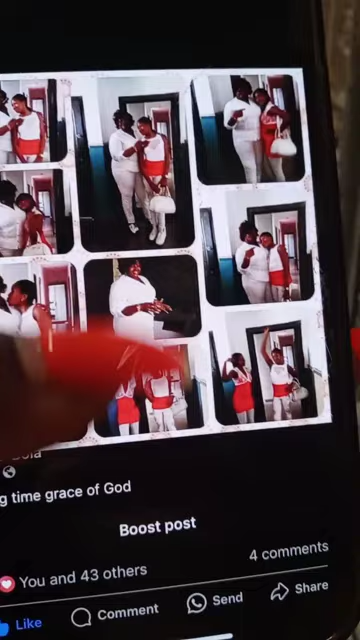 g time grace of God
Boost post
You and 43 others
4 comments
Like
Comment
Send
Share